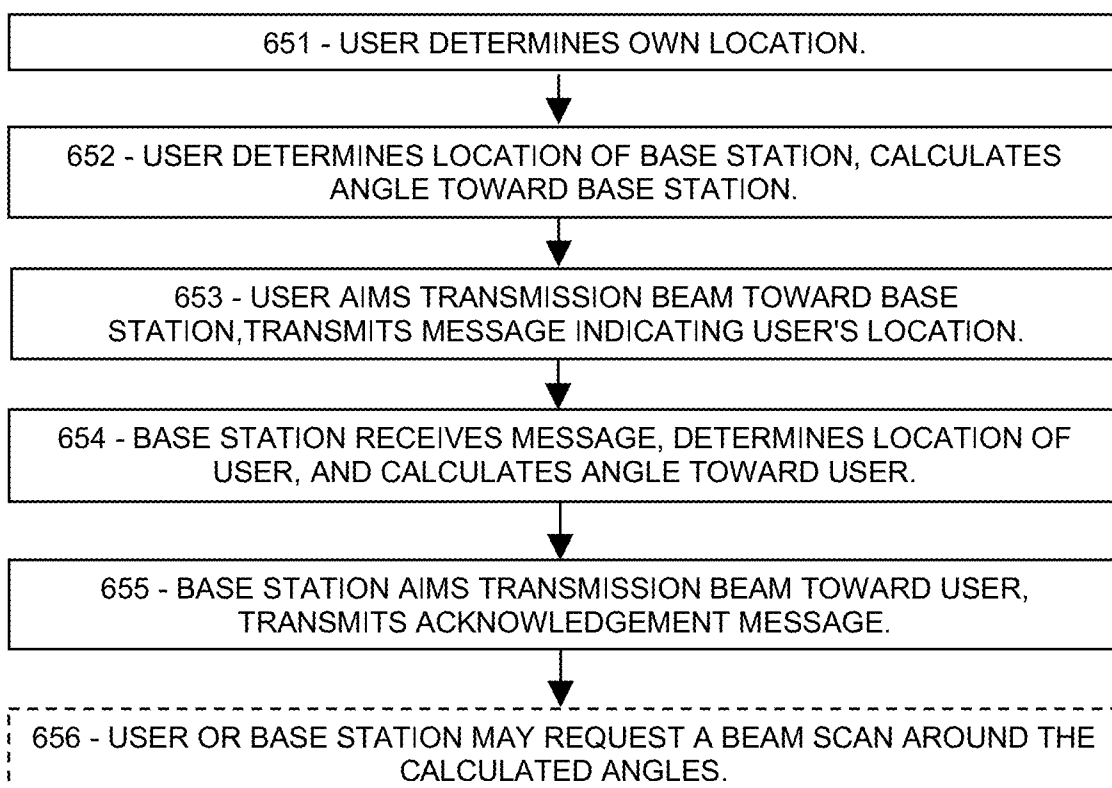 651 - USER DETERMINES OWN LOCATION.
652 - USER DETERMINES LOCATION OF BASE STATION, CALCULATES
ANGLE TOWARD BASE STATION.
653 - USER AIMS TRANSMISSION BEAM TOWARD BASE
STATION,TRANSMITS MESSAGE INDICATING USER'S LOCATION.
654 - BASE STATION RECEIVES MESSAGE, DETERMINES LOCATION OF
USER, AND CALCULATES ANGLE TOWARD USER.
655 - BASE STATION AIMS TRANSMISSION BEAM TOWARD USER,
TRANSMITS ACKNOWLEDGEMENT MESSAGE.
656 - USER OR BASE STATION MAY REQUEST A BEAM SCAN AROUND THE
CALCULATED ANGLES.